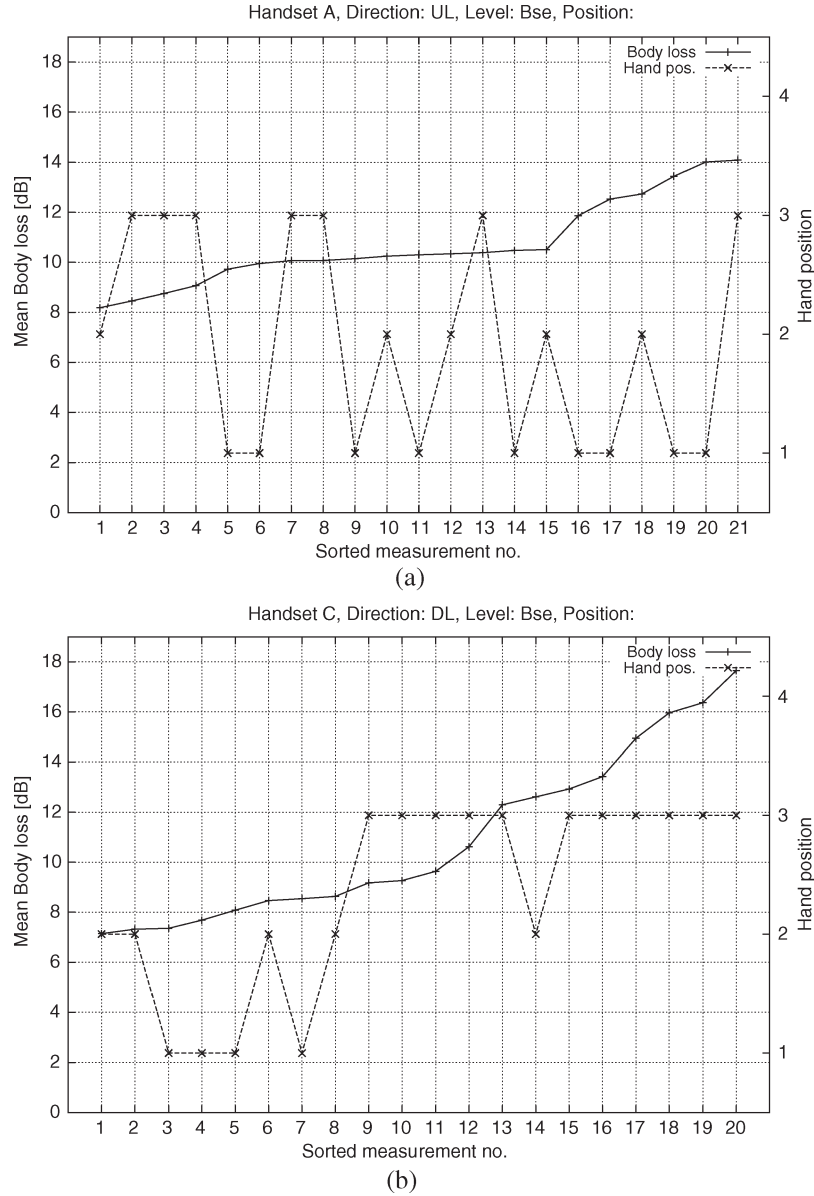 Handset A, Direction: UL, Level: Bse, Position:
Body loss
Hand pos.
18
16
14
12
10
8
6
4
2
0
Mean Body loss [dB]
4
3
2
1
Hand position
1 2 3 4 5 6 7 8 9 10 11 12 13 14 15 16 17 18 19 20 21
Sorted measurement no.
(a)
Handset C, Direction: DL, Level: Bse, Position:
Body loss
Hand pos.
18
16
14
12
10
8
6
4
2
0
Mean Body loss [dB]
4
3
2
1
Hand position
1 2 3 4 5 6 7 8 9 10 11 12 13 14 15 16 17 18 19 20
Sorted measurement no.
(b)